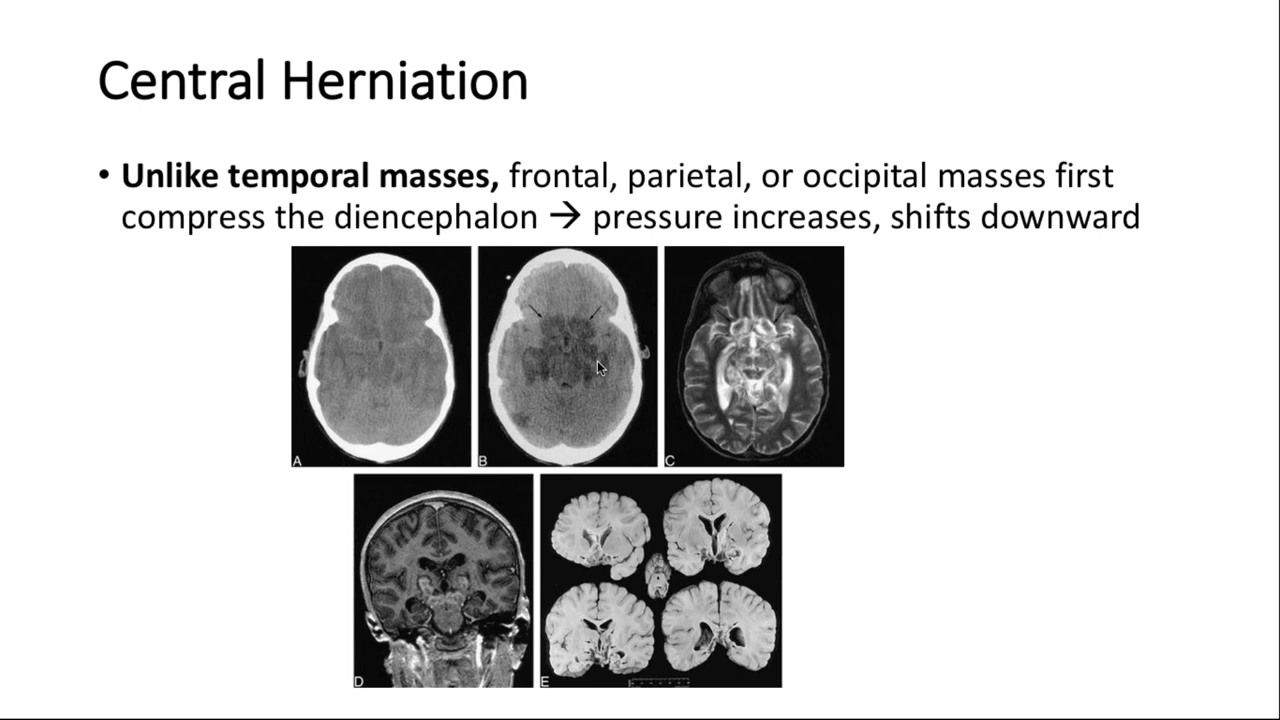 Central Herniation
• Unlike temporal masses, frontal, parietal, or occipital masses first
compress the diencephalon → pressure increases, shifts downward
A
B
C
D
E